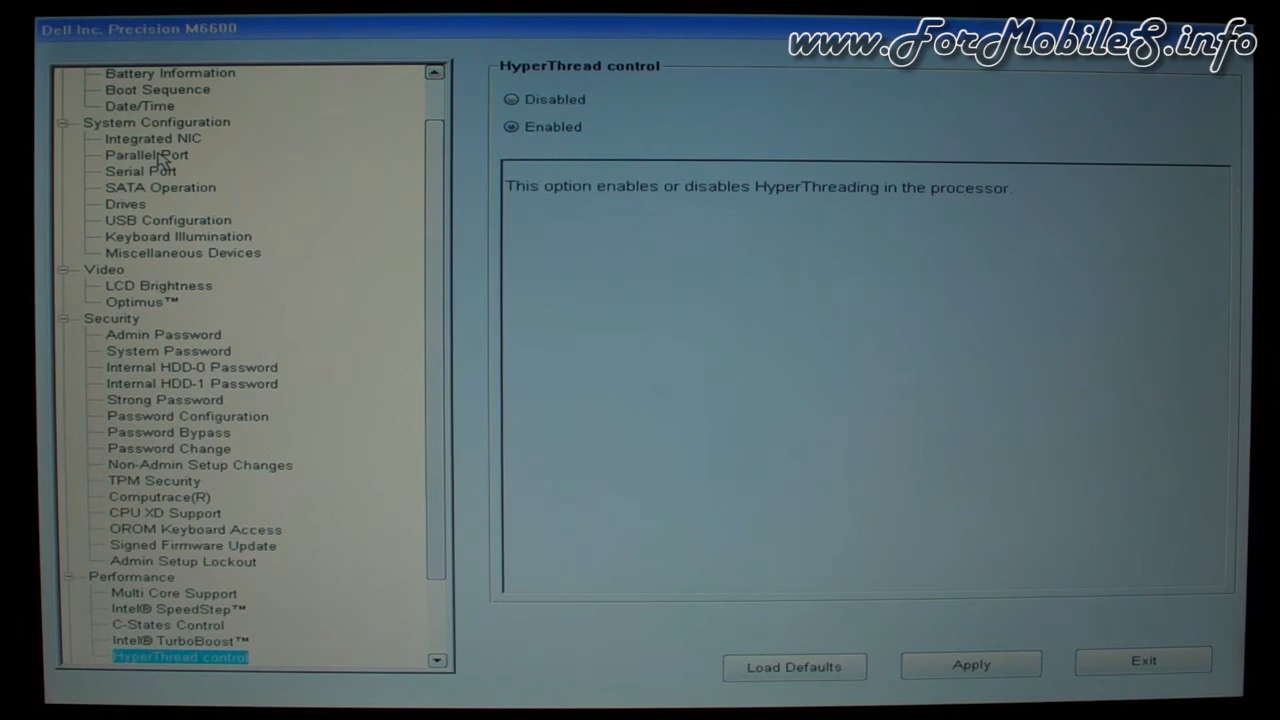 Dell Inc. Precision M6600
www.ForMobileS.info
Battery Information
Boot Sequence
Date/Time
System Configuration
Integrated NIC
Parallel Port
Serial Port
SATA Operation
Drives
USB Configuration
Keyboard Illumination
Miscellaneous Devices
Video
LCD Brightness
Optimus™
Security
Admin Password
System Password
Internal HDD-0 Password
Internal HDD-1 Password
Strong Password
Password Configuration
Password Bypass
Password Change
Non-Admin Setup Changes
TPM Security
Computrace(R)
CPU XD Support
OROM Keyboard Access
Signed Firmware Update
Admin Setup Lockout
Performance
Multi Core Support
Intel® SpeedStep™
C-States Control
Intel® TurboBoost™
HyperThread control
HyperThread control
Disabled
Enabled
This option enables or disables HyperThreading in the processor.
Load Defaults
Apply
Exit